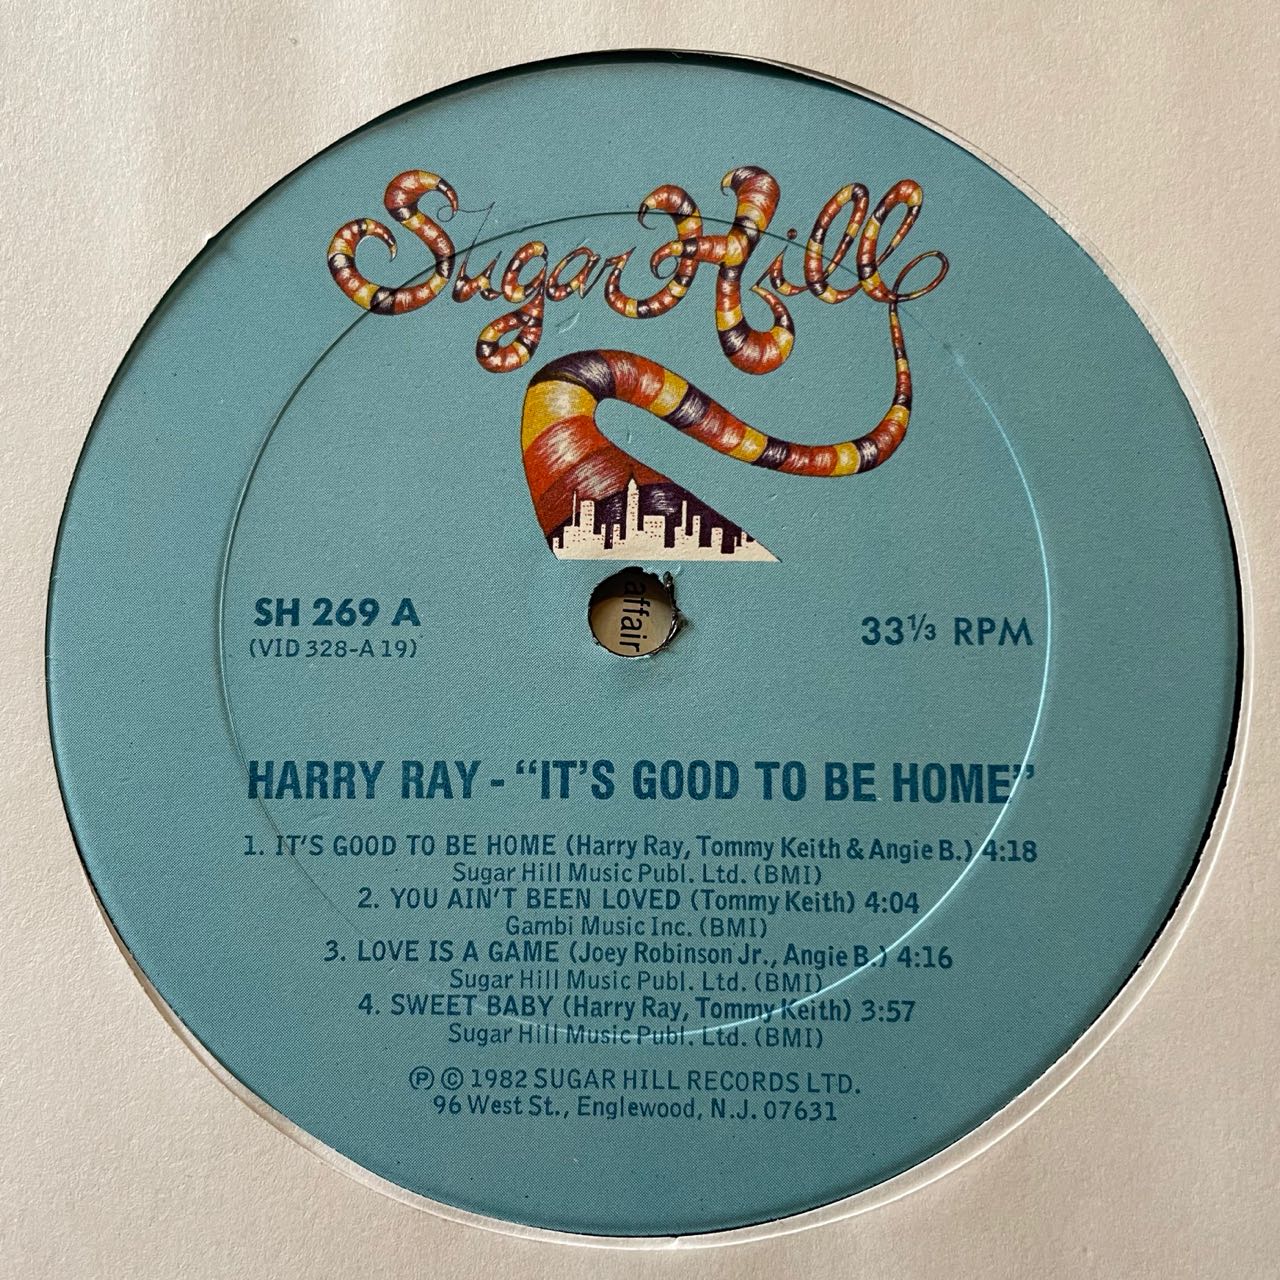 Sugar Hill
SH 269 A
(VID 328-A 19)
33⅓ RPM
affair
HARRY RAY - “IT’S GOOD TO BE HOME”
1. IT’S GOOD TO BE HOME (Harry Ray, Tommy Keith & Angie B.) 4:18
Sugar Hill Music Publ. Ltd. (BMI)
2. YOU AIN’T BEEN LOVED (Tommy Keith) 4:04
Gambi Music Inc. (BMI)
3. LOVE IS A GAME (Joey Robinson Jr., Angie B.) 4:16
Sugar Hill Music Publ. Ltd. (BMI)
4. SWEET BABY (Harry Ray, Tommy Keith) 3:57
Sugar Hill Music Publ. Ltd. (BMI)
℗ © 1982 SUGAR HILL RECORDS LTD.
96 West St., Englewood, N.J. 07631